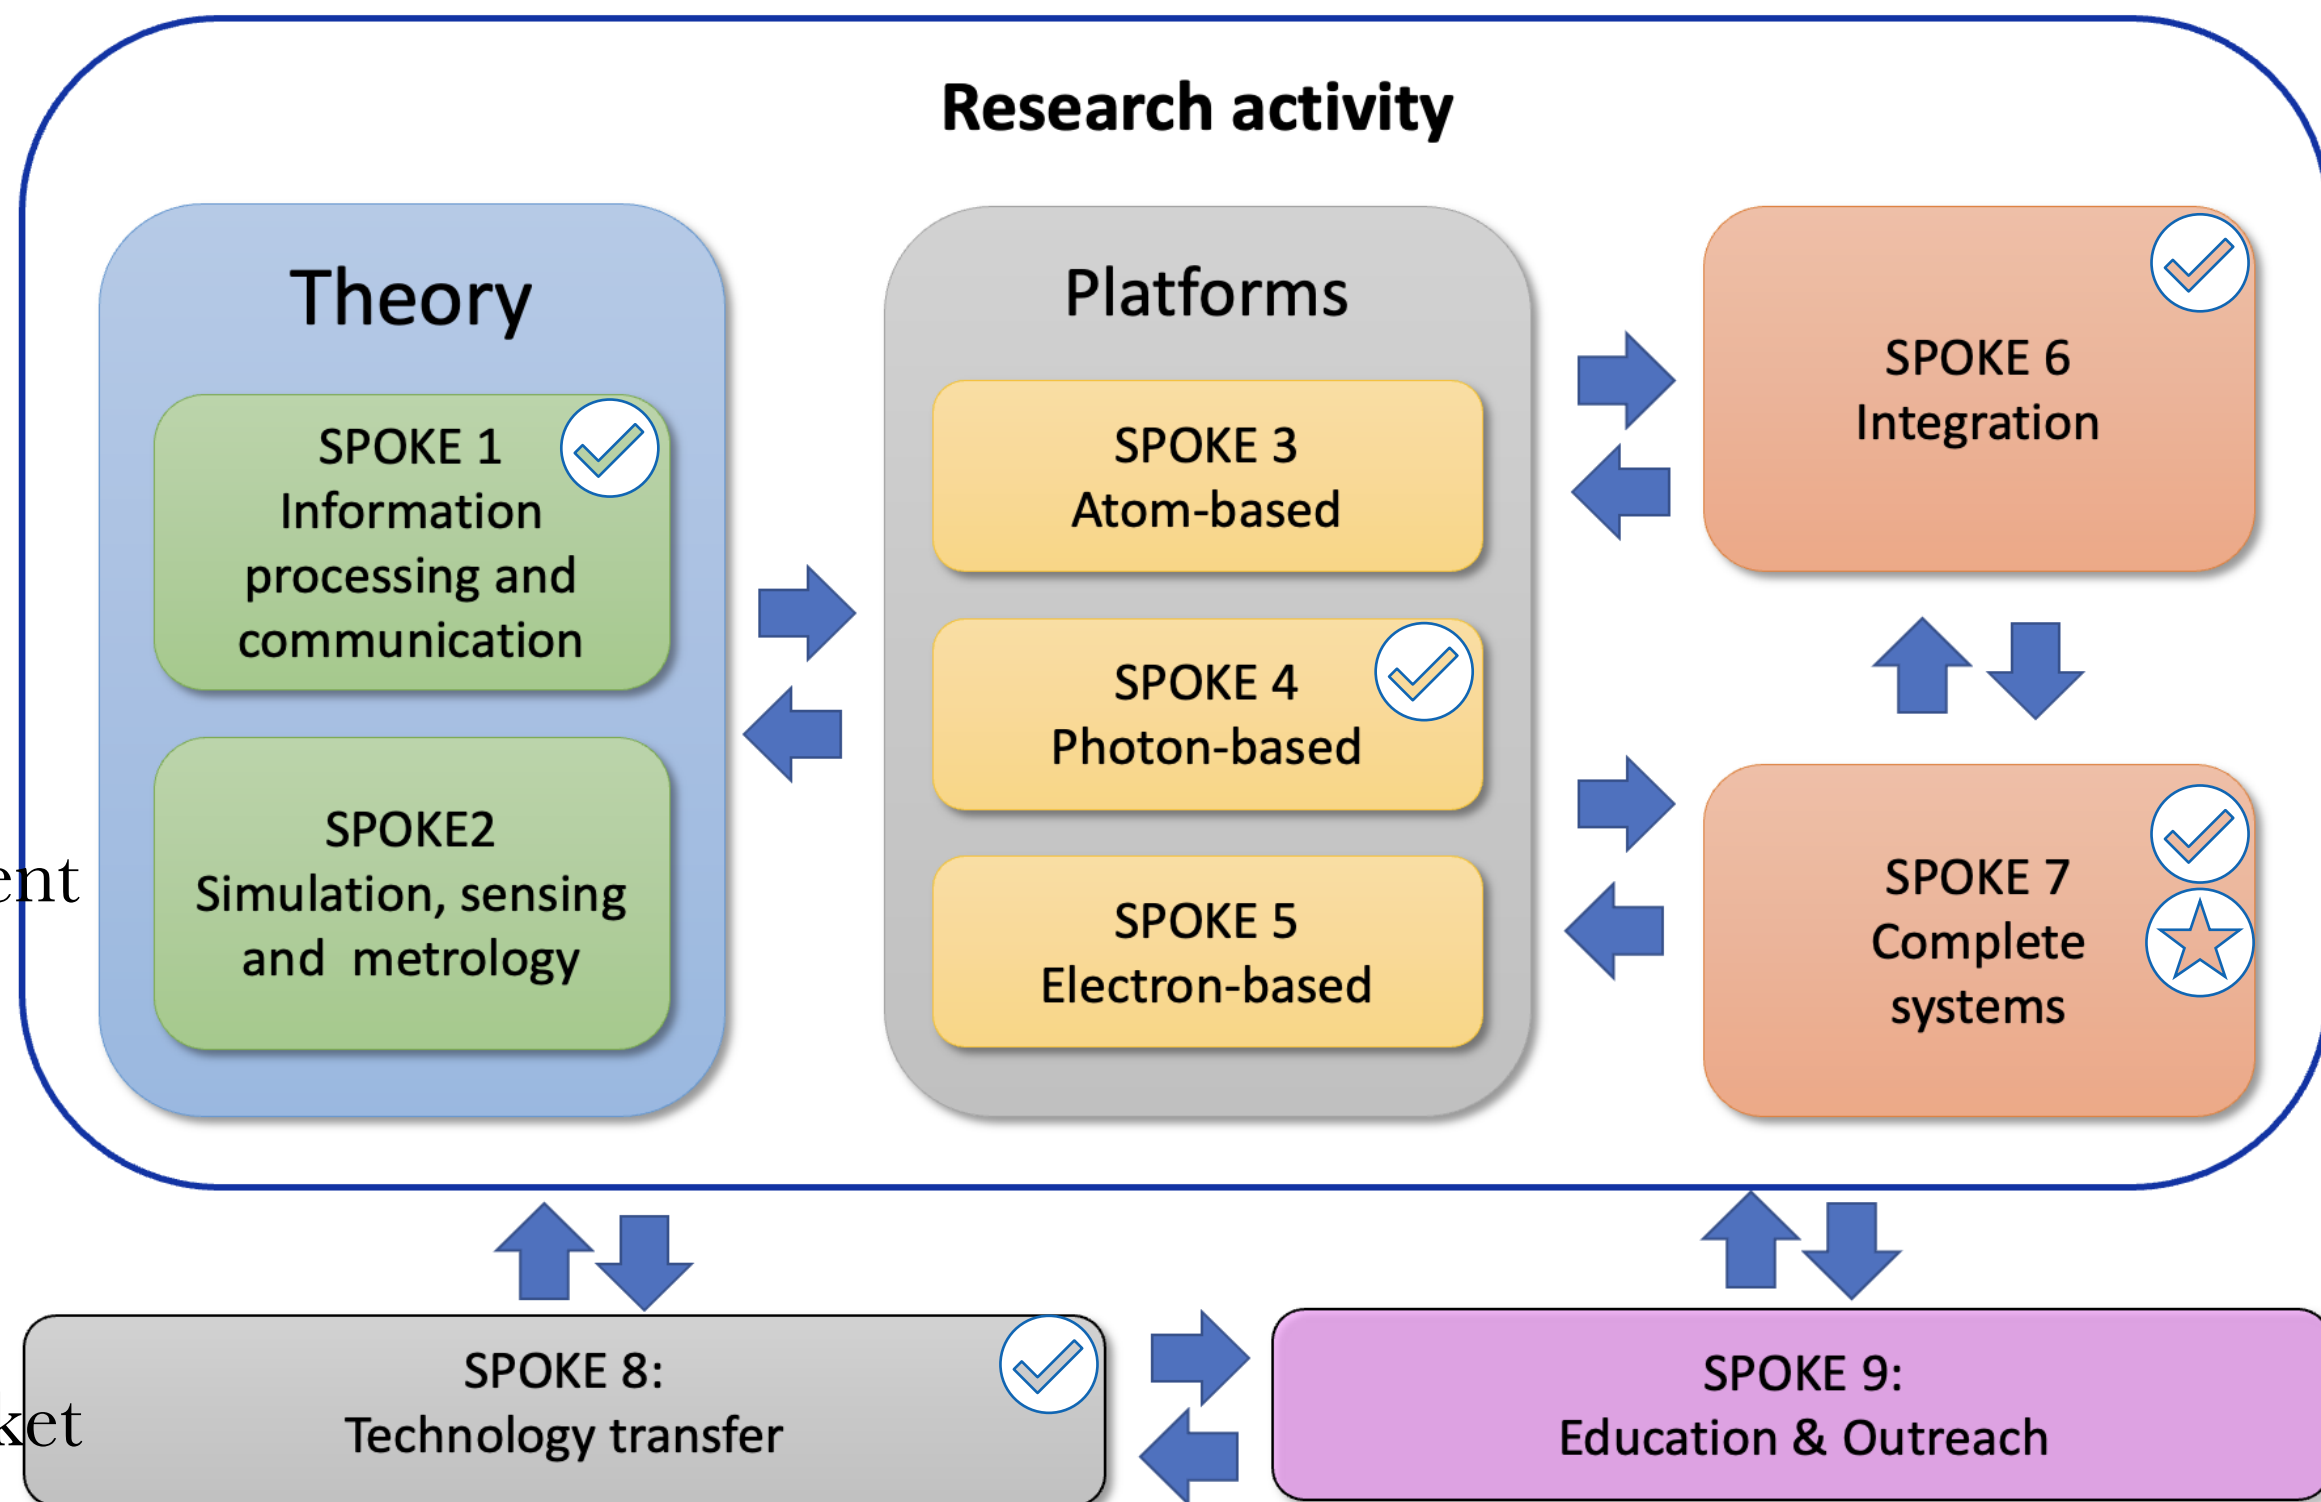 Research activity
Theory
SPOKE 1
Information
processing and
communication
SPOKE2
Simulation, sensing
and metrology
Platforms
SPOKE 3
Atom-based
SPOKE 4
Photon-based
SPOKE 5
Electron-based
SPOKE 6
Integration
SPOKE 7
Complete
systems
SPOKE 8:
Technology transfer
SPOKE 9:
Education & Outreach